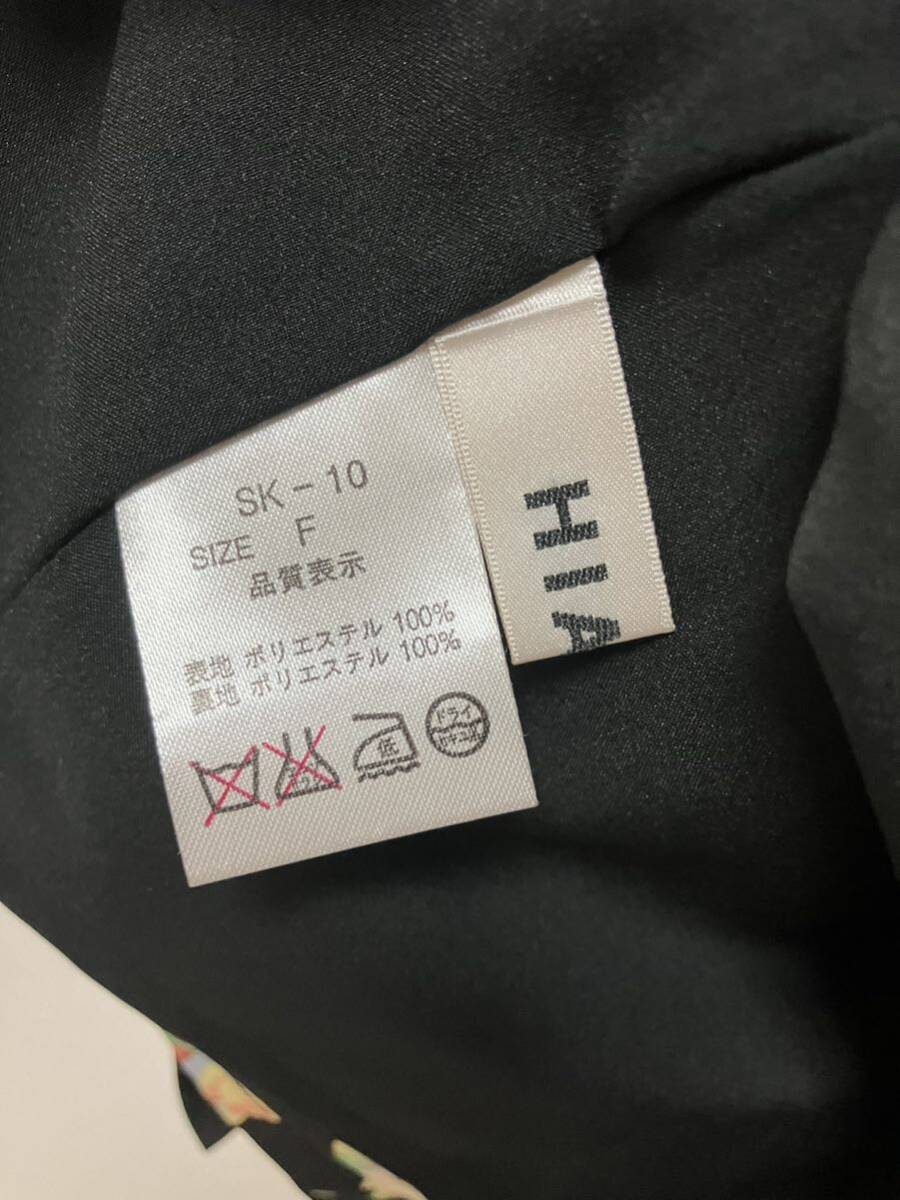 SK-10
SIZE F
品質表示
表地 ポリエステル 100%
裏地 ポリエステル 100%
低
ドライ
HIA